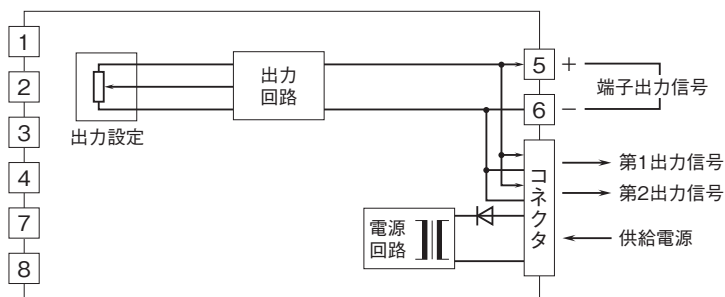 1
2
3
4
7
8
出力設定
出力
回路
5 +
6 −
端子出力信号
コネクタ
第1出力信号
第2出力信号
供給電源
電源
回路